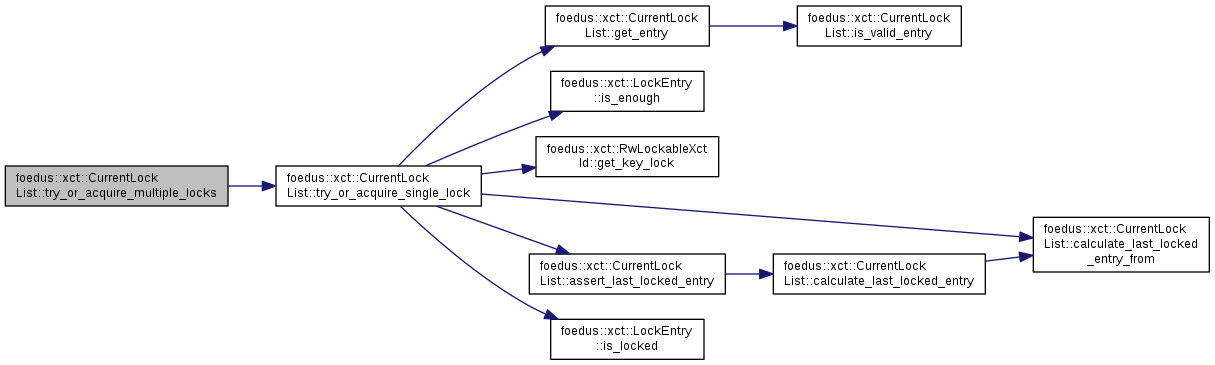 foedus::xct::CurrentLock
List::try_or_acquire_multiple_locks
foedus::xct::CurrentLock
List::try_or_acquire_single_lock
foedus::xct::CurrentLock
List::get_entry
foedus::xct::CurrentLock
List::is_valid_entry
foedus::xct::LockEntry
::is_enough
foedus::xct::RwLockableXct
Id::get_key_lock
foedus::xct::CurrentLock
List::assert_last_locked_entry
foedus::xct::CurrentLock
List::calculate_last_locked_entry
foedus::xct::CurrentLock
List::calculate_last_locked
_entry_from
foedus::xct::LockEntry
::is_locked